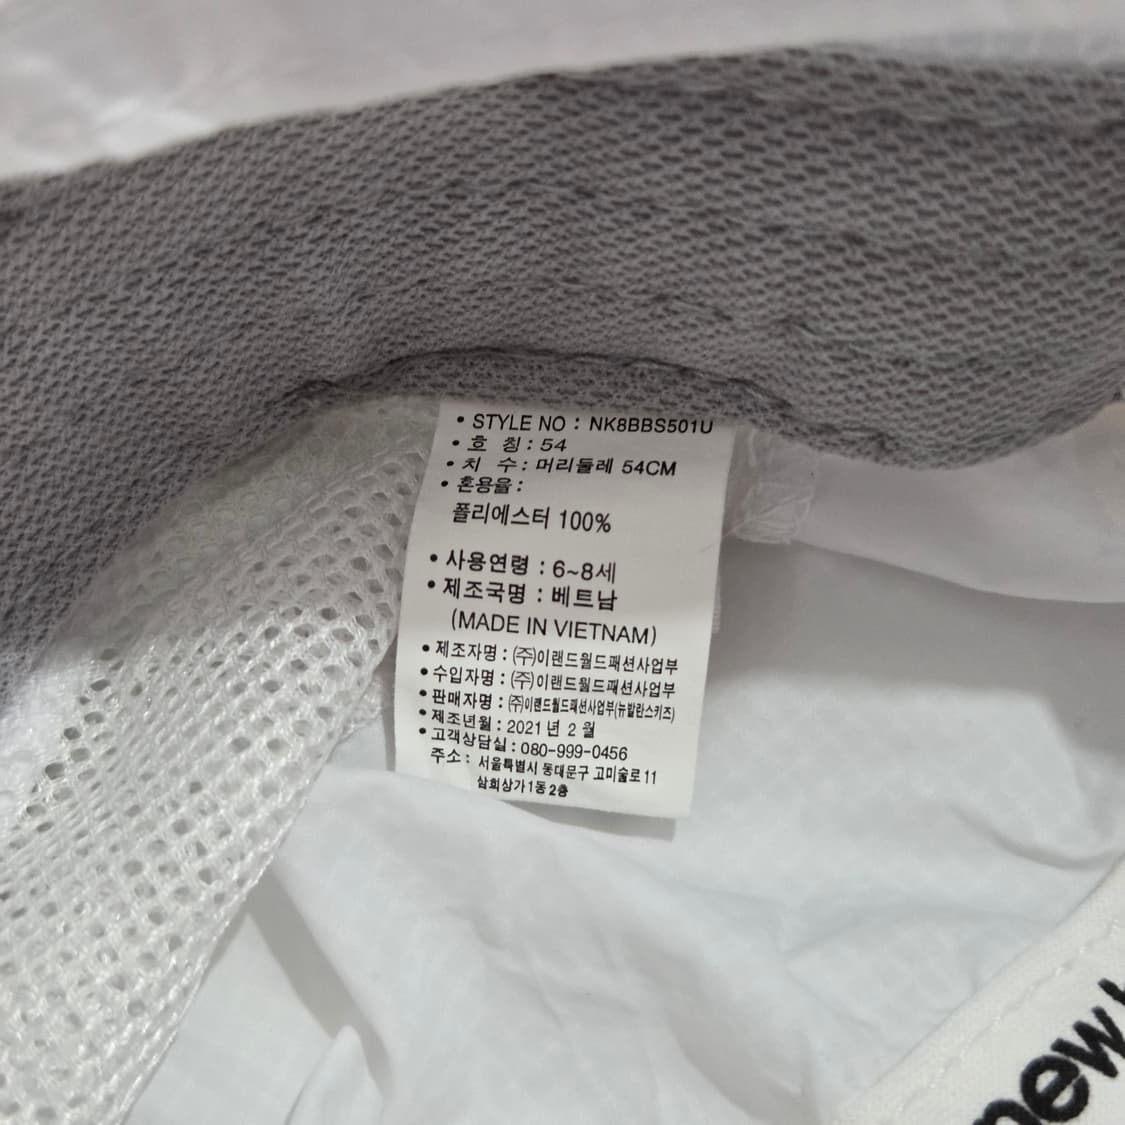 • STYLE NO : NK8BBS501U
• 호 칭 : 54
• 치 수 : 머리둘레 54CM
• 혼용율 :
폴리에스터 100%
• 사용연령 : 6~8세
• 제조국명 : 베트남
(MADE IN VIETNAM)
• 제조자명 : (주)이랜드월드패션사업부
• 수입자명 : (주)이랜드월드패션사업부
• 판매자명 : (주)이랜드월드패션사업부(뉴발란스키즈)
• 제조년월 : 2021년 2월
• 고객상담실 : 080-999-0456
주소 : 서울특별시 동대문구 고미술로 11
삼희상가 1동 2층
new